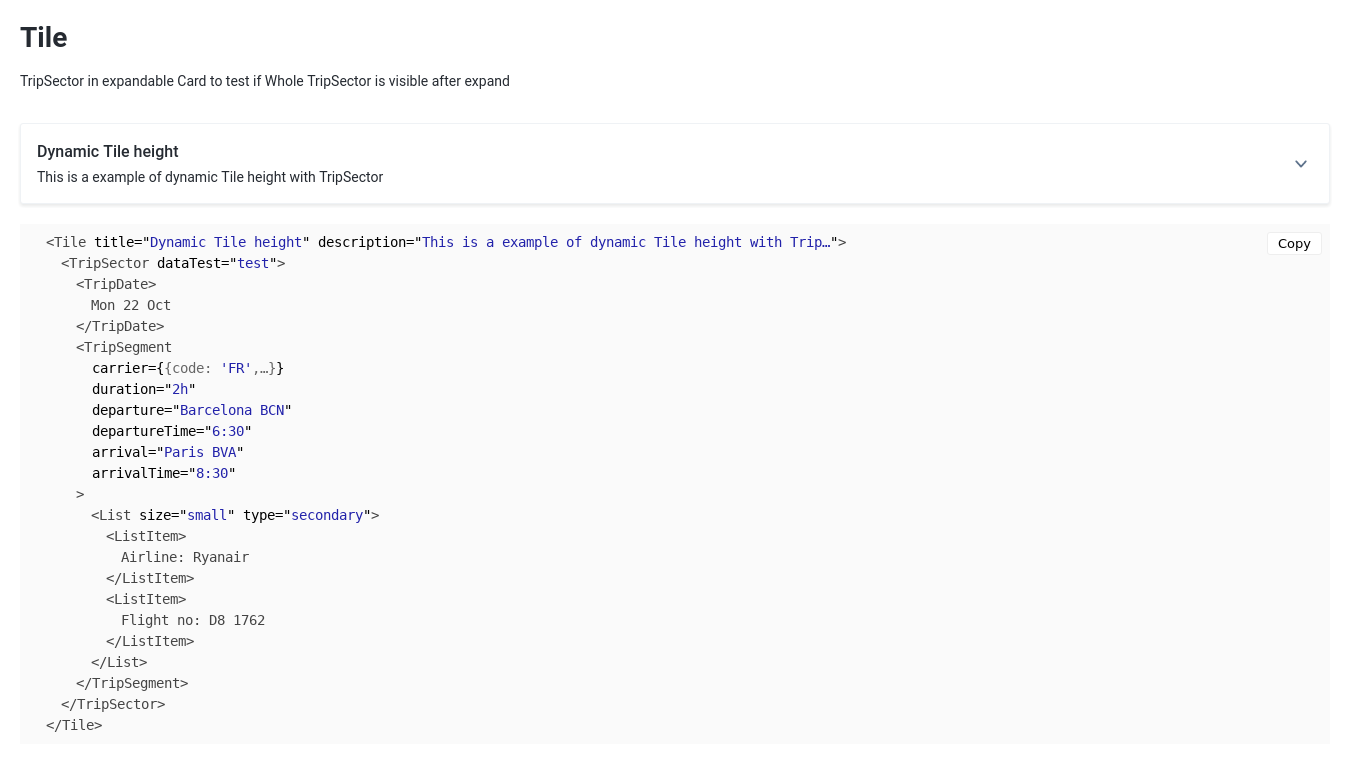 Tile
TripSector in expandable Card to test if Whole TripSector is visible after expand
Dynamic Tile height
This is a example of dynamic Tile height with TripSector
Copy
<Tile title="Dynamic Tile height" description="This is a example of dynamic Tile height with Trip…">
<TripSector dataTest="test">
<TripDate>
Mon 22 Oct
</TripDate>
<TripSegment
carrier={{code: 'FR',…}}
duration="2h"
departure="Barcelona BCN"
departureTime="6:30"
arrival="Paris BVA"
arrivalTime="8:30"
>
<List size="small" type="secondary">
<ListItem>
Airline: Ryanair
</ListItem>
<ListItem>
Flight no: D8 1762
</ListItem>
</List>
</TripSegment>
</TripSector>
</Tile>